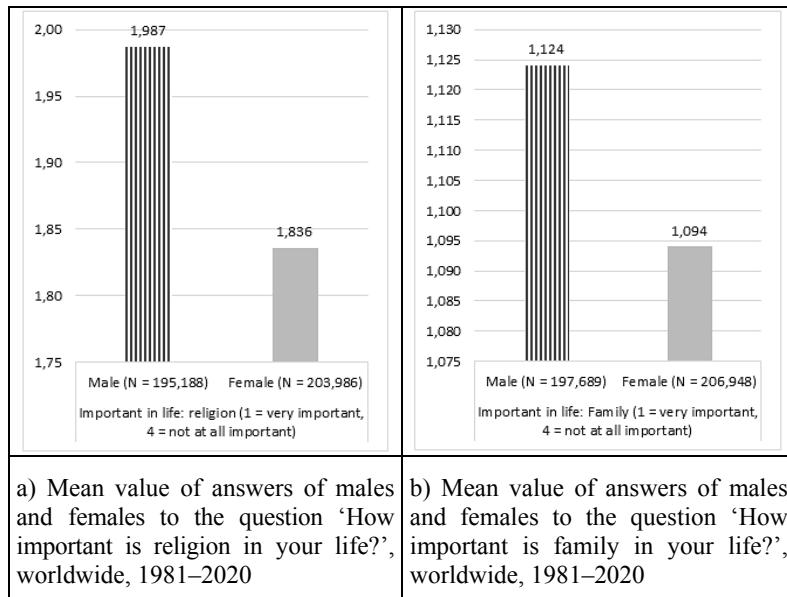 2,00
1,95
1,90
1,85
1,80
1,75
1,987
1,836
Male (N = 195,188) Female (N = 203,986)
Important in life: religion (1 = very important,
4 = not at all important)
1,130
1,125
1,120
1,115
1,110
1,105
1,100
1,095
1,090
1,085
1,080
1,075
1,124
1,094
Male (N = 197,689) Female (N = 206,948)
Important in life: Family (1 = very important,
4 = not at all important)
a) Mean value of answers of males
and females to the question ‘How
important is religion in your life?’,
worldwide, 1981–2020
b) Mean value of answers of males
and females to the question ‘How
important is family in your life?’,
worldwide, 1981–2020